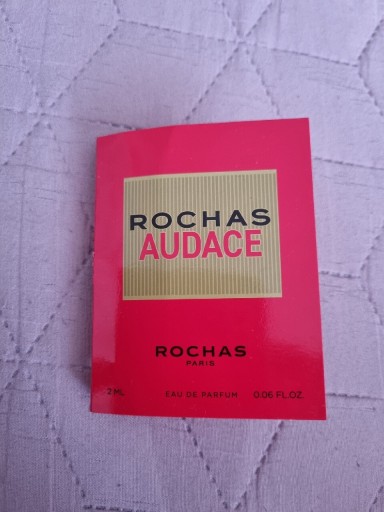 ROCHAS
AUDACE
ROCHAS
PARIS
2 ML EAU DE PARFUM 0.06 FL.OZ.